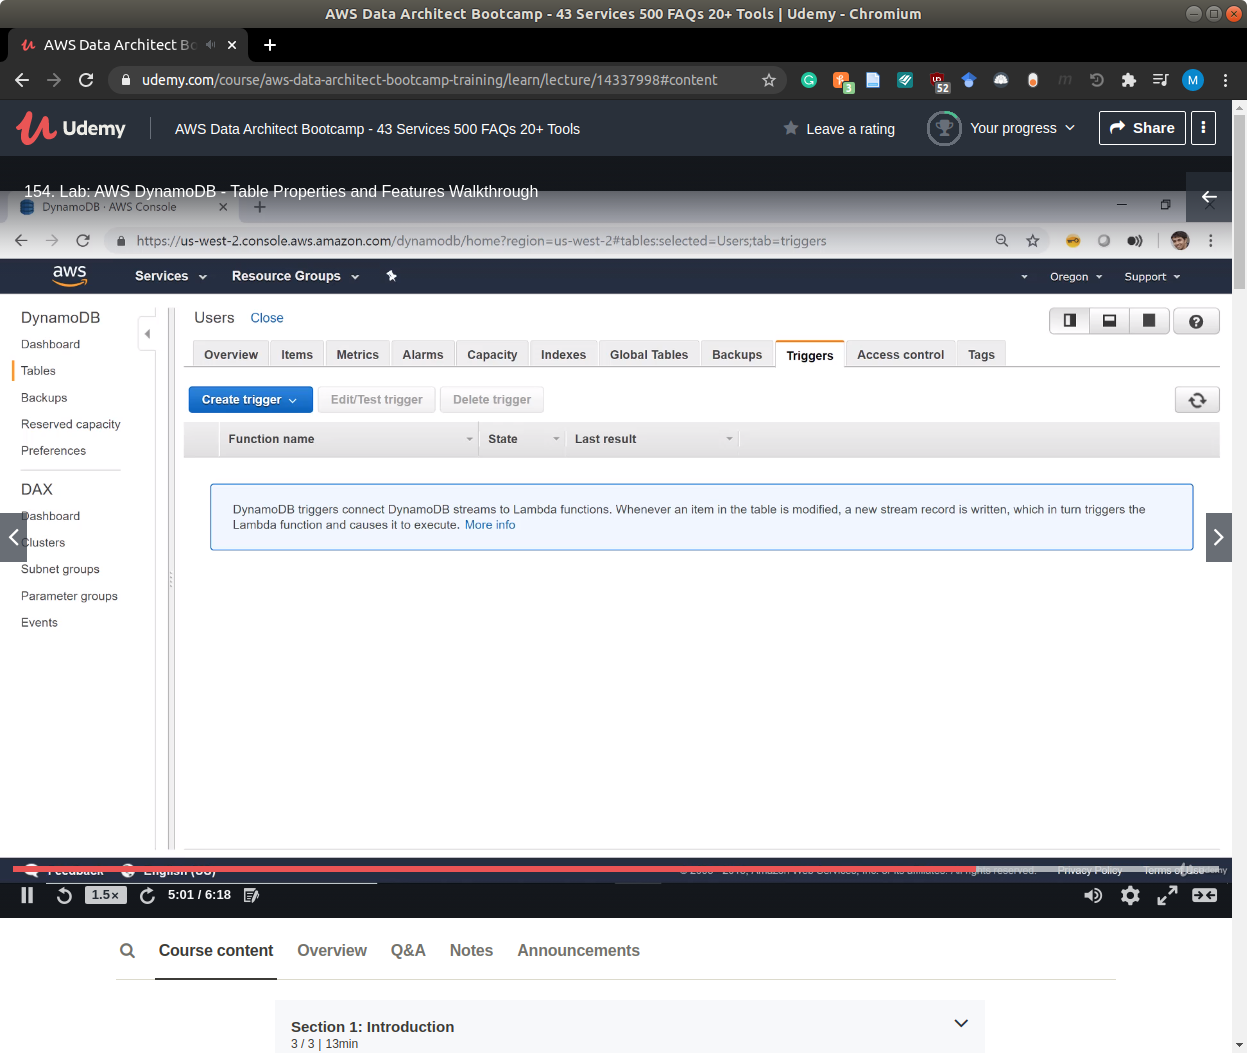 AWS Data Architect Bootcamp - 43 Services 500 FAQs 20+ Tools | Udemy - Chromium
AWS Data Architect Bo
udemy.com/course/aws-data-architect-bootcamp-training/learn/lecture/14337998#content
3
52
M
Udemy
AWS Data Architect Bootcamp - 43 Services 500 FAQs 20+ Tools
Leave a rating
Your progress
Share
154. Lab: AWS DynamoDB - Table Properties and Features Walkthrough
DynamoDB · AWS Console
https://us-west-2.console.aws.amazon.com/dynamodb/home?region=us-west-2#tables:selected=Users;tab=triggers
aws
Services
Resource Groups
Oregon
Support
DynamoDB
Dashboard
Tables
Backups
Reserved capacity
Preferences
DAX
Dashboard
Clusters
Subnet groups
Parameter groups
Events
Users
Close
Overview
Items
Metrics
Alarms
Capacity
Indexes
Global Tables
Backups
Triggers
Access control
Tags
Create trigger
Edit/Test trigger
Delete trigger
Function name
State
Last result
DynamoDB triggers connect DynamoDB streams to Lambda functions. Whenever an item in the table is modified, a new stream record is written, which in turn triggers the
Lambda function and causes it to execute. More info
Feedback
English (US)
Privacy Policy
Terms of Use
1.5×
5:01 / 6:18
Course content
Overview
Q&A
Notes
Announcements
Section 1: Introduction
3 / 3 | 13min